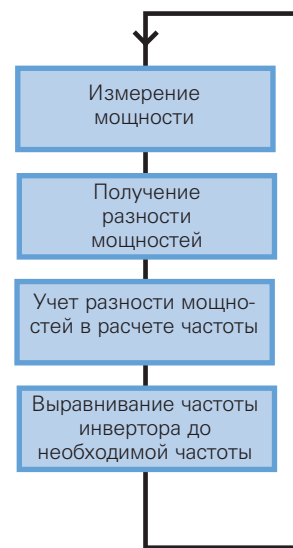 Измерение
мощности
Получение
разности
мощностей
Учет разности мощно-
стей в расчете частоты
Выравнивание частоты
инвертора до
необходимой частоты